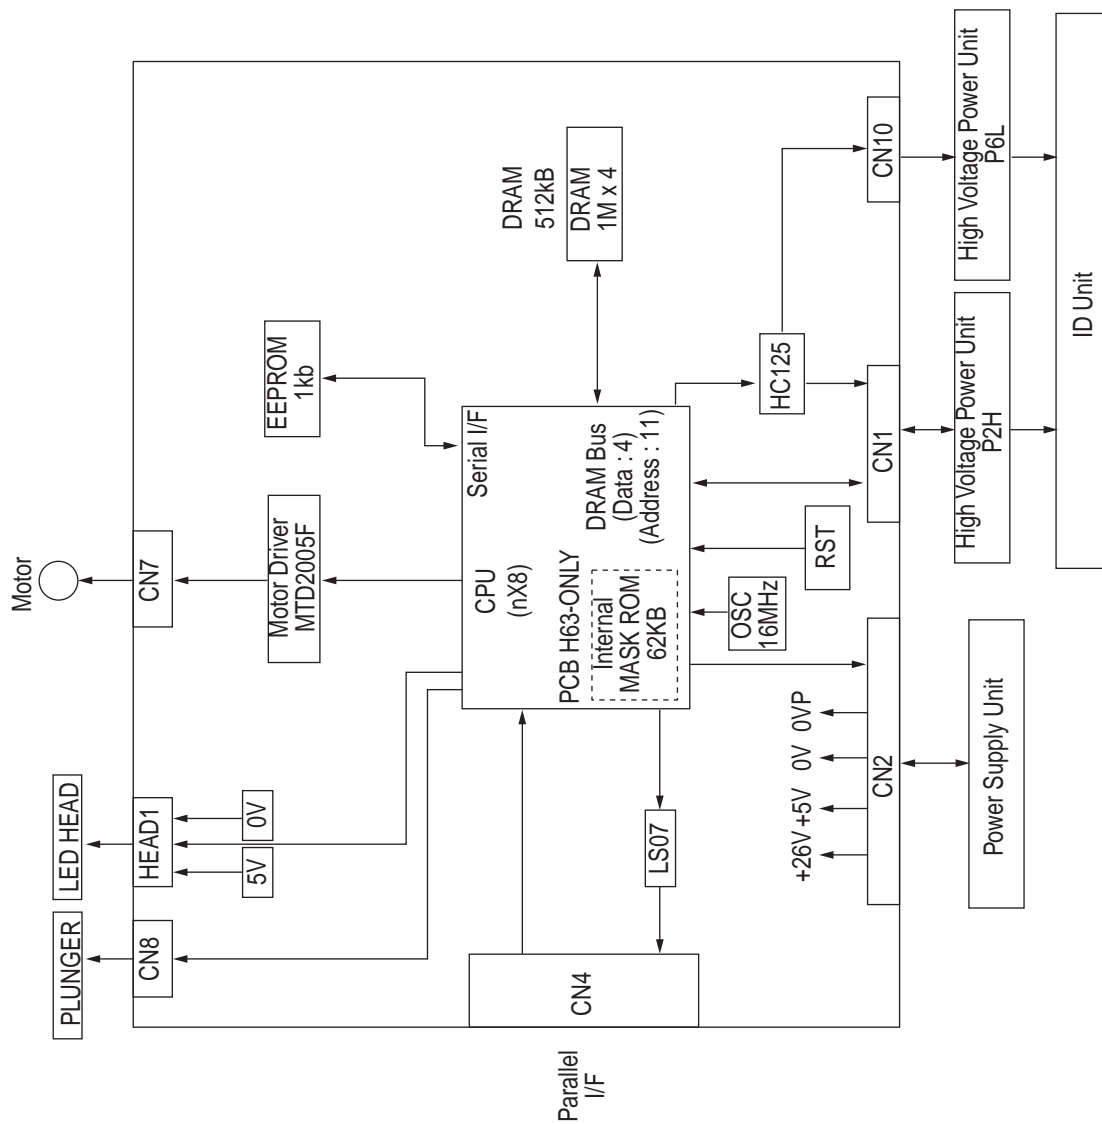 Motor
CN7
Motor Driver
MTD2005F
EEPROM
1kb
DRAM
512kB
DRAM
1M x 4
PLUNGER
CN8
LED HEAD
HEAD1
5V
0V
CPU
(nX8)
Serial I/F
PCB H63-ONLY
Internal
MASK ROM
62KB
DRAM Bus
(Data : 4)
(Address : 11)
Parallel
I/F
CN4
LS07
OSC
16MHz
RST
HC125
+26V
+5V
0V
0VP
CN2
CN1
CN10
Power Supply Unit
High Voltage Power Unit
P2H
High Voltage Power Unit
P6L
ID Unit